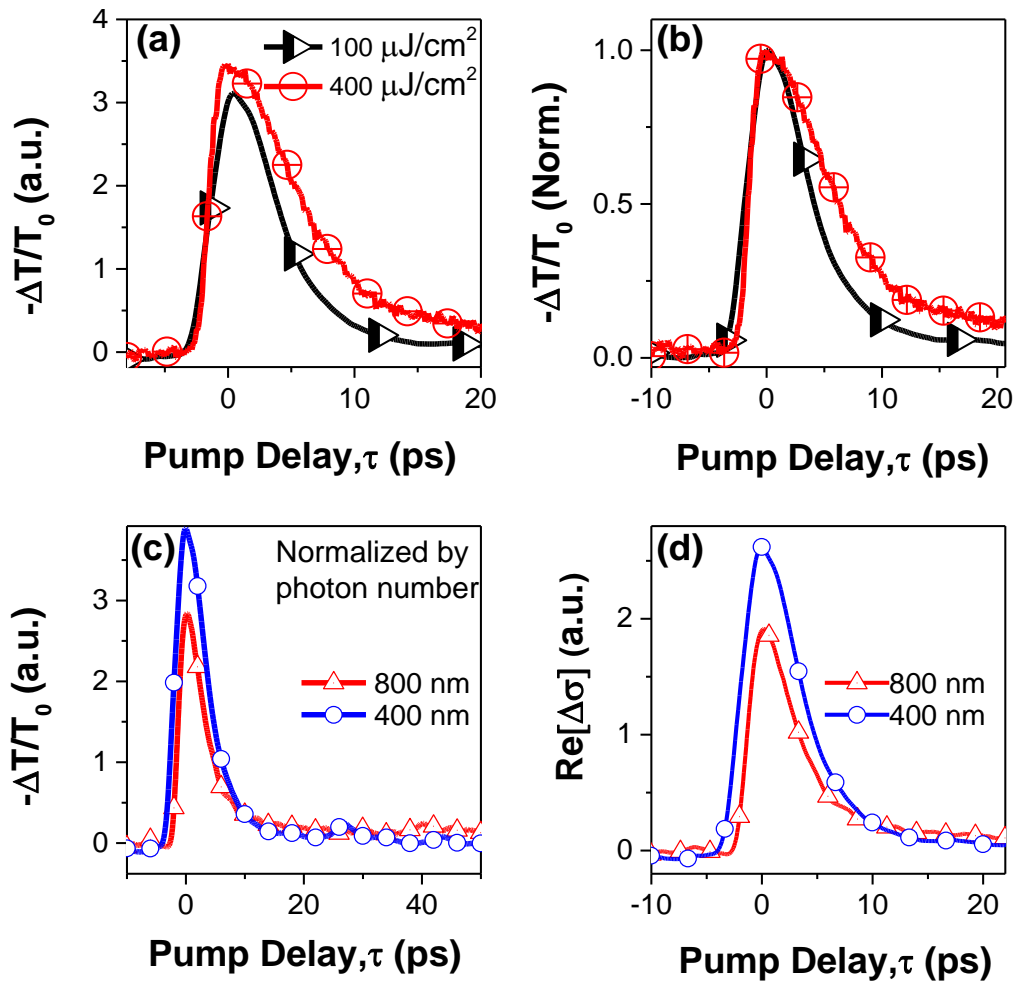 (a)
100 μJ/cm²
400 μJ/cm²
4
3
2
1
0
-ΔT/T₀ (a.u.)
0 10 20
Pump Delay,τ (ps)
(b)
1.0
0.5
0.0
-ΔT/T₀ (Norm.)
-10 0 10 20
Pump Delay,τ (ps)
(c)
Normalized by
photon number
800 nm
400 nm
3
2
1
0
-ΔT/T₀ (a.u.)
0 20 40
Pump Delay,τ (ps)
(d)
800 nm
400 nm
2
1
0
Re[Δσ] (a.u.)
-10 0 10 20
Pump Delay,τ (ps)